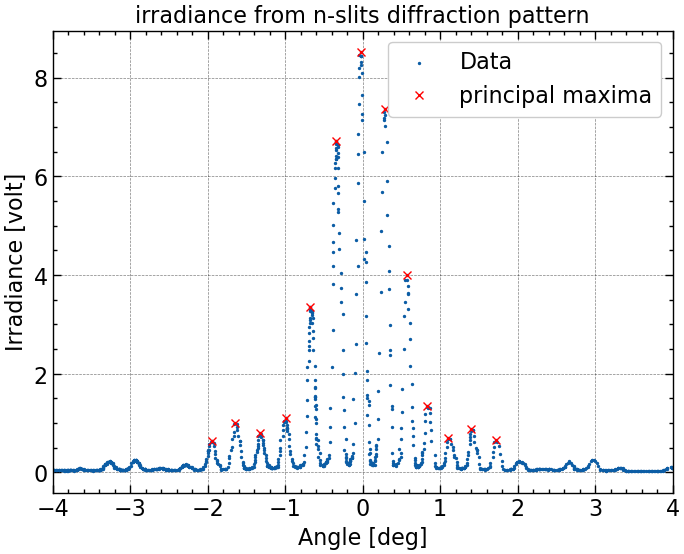 irradiance from n-slits diffraction pattern
Data
principal maxima
Irradiance [volt]
8
6
4
2
0
−4 −3 −2 −1 0 1 2 3 4
Angle [deg]